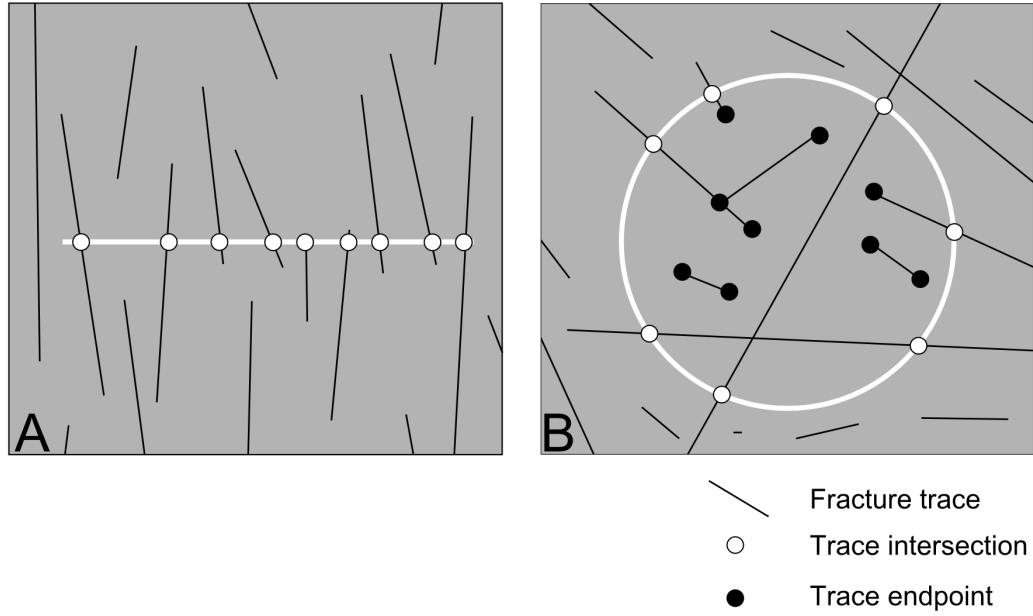 A
B
Fracture trace
Trace intersection
Trace endpoint